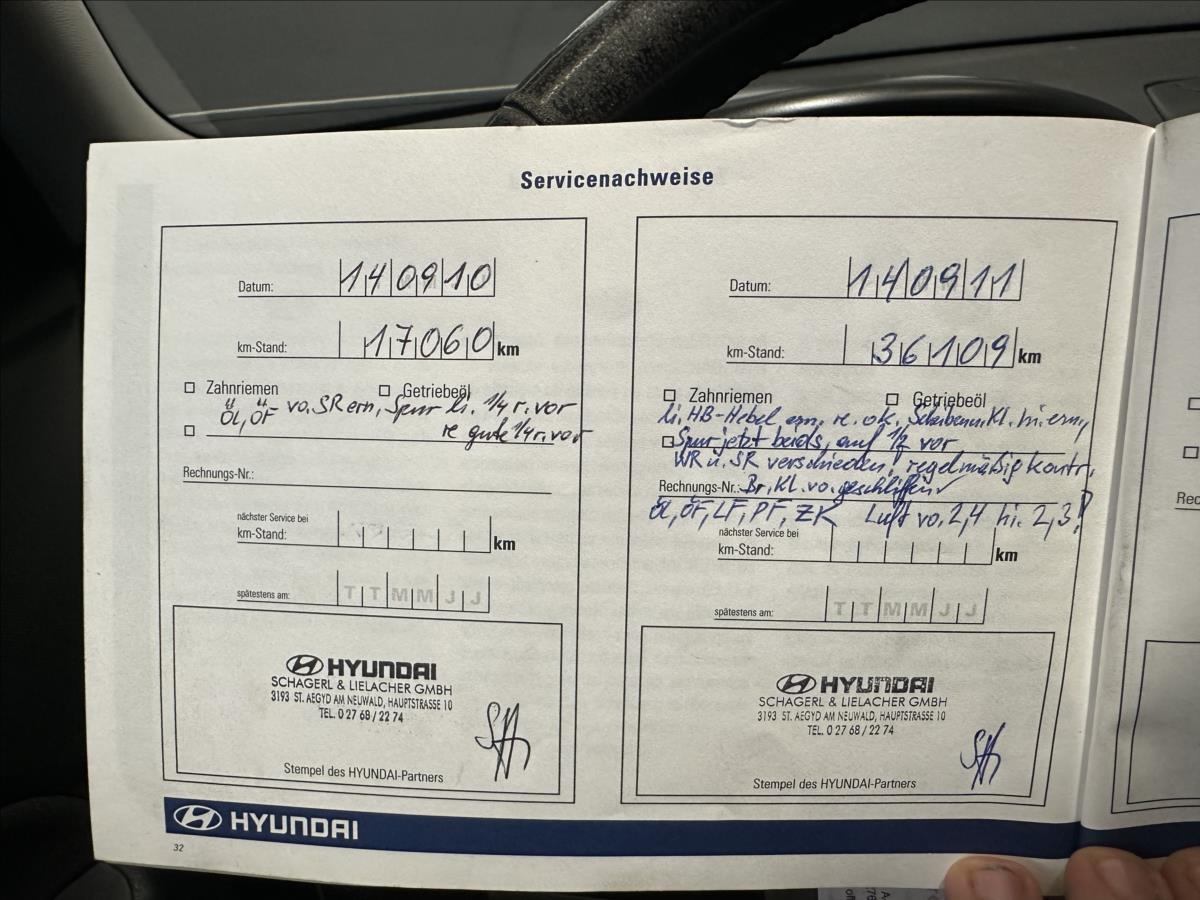 Servicenachweise
Datum: 140910
km-Stand: 17060 km
Zahnriemen Getriebeöl
Öl, ÖF vo. SR ern, Spur li. 1/4 r. vor
re gute 1/4 r. vor
Rechnungs-Nr.:
nächster Service bei
km-Stand: km
spätestens am: T T M M J J
HYUNDAI
SCHAGERL & LIELACHER GMBH
3193 ST. AEGYD AM NEUWALD, HAUPTSTRASSE 10
TEL. 0 27 68 / 22 74
Stempel des HYUNDAI-Partners
Datum: 140911
km-Stand: 36109 km
Zahnriemen Getriebeöl
li. HB-Hebel ern, re. ok, Kl. hi ern,
Spur jetzt beids, auf 1/2 vor
WR u. SR verschieden! regelmäßig kontr.
Rechnungs-Nr.: Br. Kl. vo. geschliffen
Öl, ÖF, LF, PF, ZK Luft vo. 2,4 hi. 2,3!
nächster Service bei
km-Stand: km
spätestens am: T T M M J J
HYUNDAI
SCHAGERL & LIELACHER GMBH
3193 ST. AEGYD AM NEUWALD, HAUPTSTRASSE 10
TEL. 0 27 68 / 22 74
Stempel des HYUNDAI-Partners
HYUNDAI
32
Rec